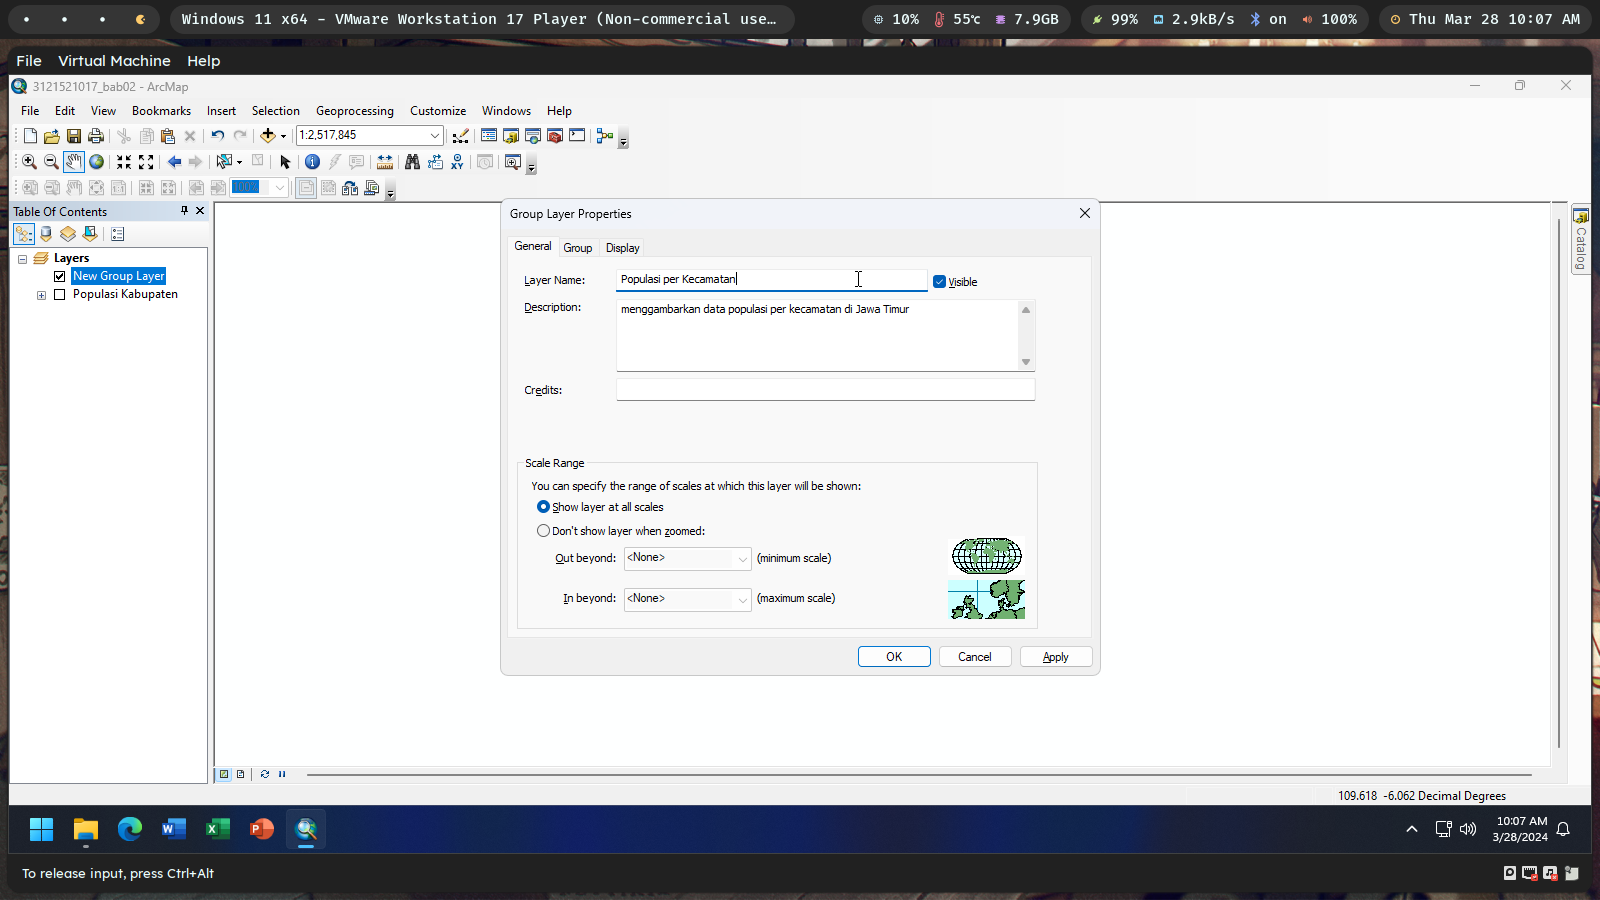 Windows 11 x64 - VMware Workstation 17 Player (Non-commercial use…
10%
55℃
7.9GB
99%
2.9kB/s
on
100%
Thu Mar 28 10:07 AM
File Virtual Machine Help
3121521017_bab02 - ArcMap
File Edit View Bookmarks Insert Selection Geoprocessing Customize Windows Help
1:2,517,845
100%
Table Of Contents
Layers
New Group Layer
Populasi Kabupaten
Group Layer Properties
General Group Display
Layer Name: Populasi per Kecamatan
Visible
Description: menggambarkan data populasi per kecamatan di Jawa Timur
Credits:
Scale Range
You can specify the range of scales at which this layer will be shown:
Show layer at all scales
Don't show layer when zoomed:
Out beyond: <None> (minimum scale)
In beyond: <None> (maximum scale)
OK Cancel Apply
Catalog
109.618 -6.062 Decimal Degrees
10:07 AM
3/28/2024
To release input, press Ctrl+Alt